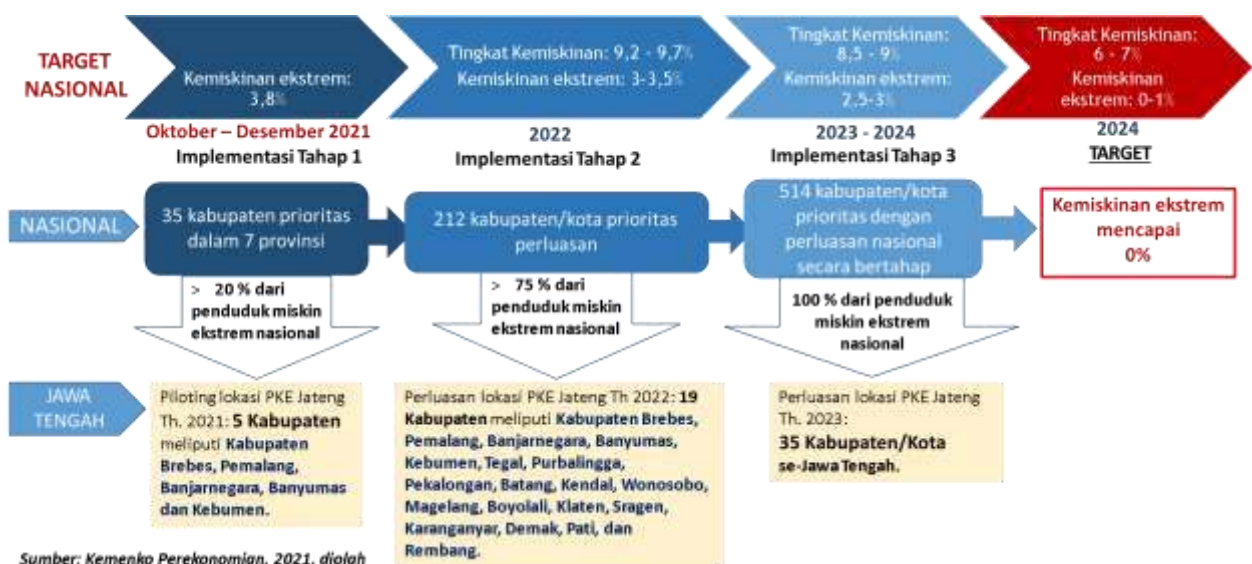 TARGET
NASIONAL
Kemiskinan ekstrem:
3,8%
Tingkat Kemiskinan: 9,2 - 9,7%
Kemiskinan ekstrem: 3-3,5%
Tingkat Kemiskinan:
8,5 - 9%
Kemiskinan ekstrem:
2,5-3%
Tingkat Kemiskinan:
6 - 7%
Kemiskinan
ekstrem: 0-1%
Oktober – Desember 2021
Implementasi Tahap 1
2022
Implementasi Tahap 2
2023 - 2024
Implementasi Tahap 3
2024
TARGET
NASIONAL
35 kabupaten prioritas
dalam 7 provinsi
212 kabupaten/kota prioritas
perluasan
514 kabupaten/kota
prioritas dengan
perluasan nasional
secara bertahap
Kemiskinan ekstrem
mencapai
0%
> 20 % dari
penduduk miskin
ekstrem nasional
> 75 % dari
penduduk miskin
ekstrem nasional
100 % dari penduduk
miskin ekstrem
nasional
JAWA
TENGAH
Piloting lokasi PKE Jateng
Th. 2021: 5 Kabupaten
meliputi Kabupaten
Brebes, Pemalang,
Banjarnegara, Banyumas
dan Kebumen.
Perluasan lokasi PKE Jateng Th 2022: 19
Kabupaten meliputi Kabupaten Brebes,
Pemalang, Banjarnegara, Banyumas,
Kebumen, Tegal, Purbalingga,
Pekalongan, Batang, Kendal, Wonosobo,
Magelang, Boyolali, Klaten, Sragen,
Karanganyar, Demak, Pati, dan
Rembang.
Perluasan lokasi PKE Jateng
Th. 2023:
35 Kabupaten/Kota
se-Jawa Tengah.
Sumber: Kemenko Perekonomian, 2021, diolah